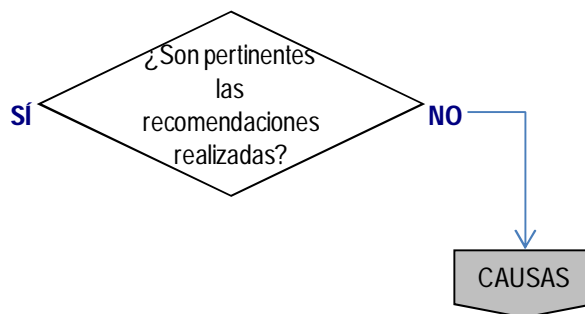 ¿Son pertinentes
las
recomendaciones
realizadas?
SÍ
NO
CAUSAS